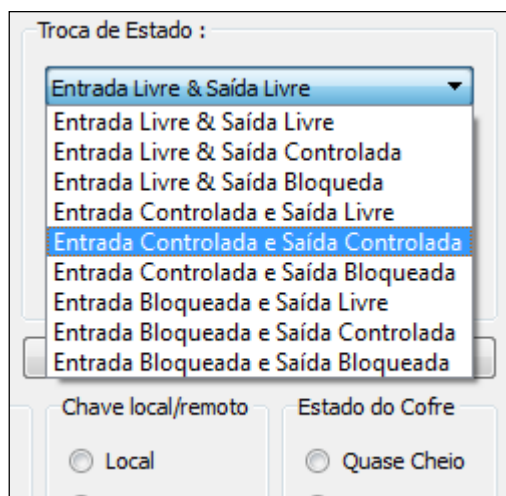 Troca de Estado :
Entrada Livre & Saída Livre
Entrada Livre & Saída Livre
Entrada Livre & Saída Controlada
Entrada Livre & Saída Bloqueda
Entrada Controlada e Saída Livre
Entrada Controlada e Saída Controlada
Entrada Controlada e Saída Bloqueada
Entrada Bloqueada e Saída Livre
Entrada Bloqueada e Saída Controlada
Entrada Bloqueada e Saída Bloqueada
Chave local/remoto Estado do Cofre
Local Quase Cheio